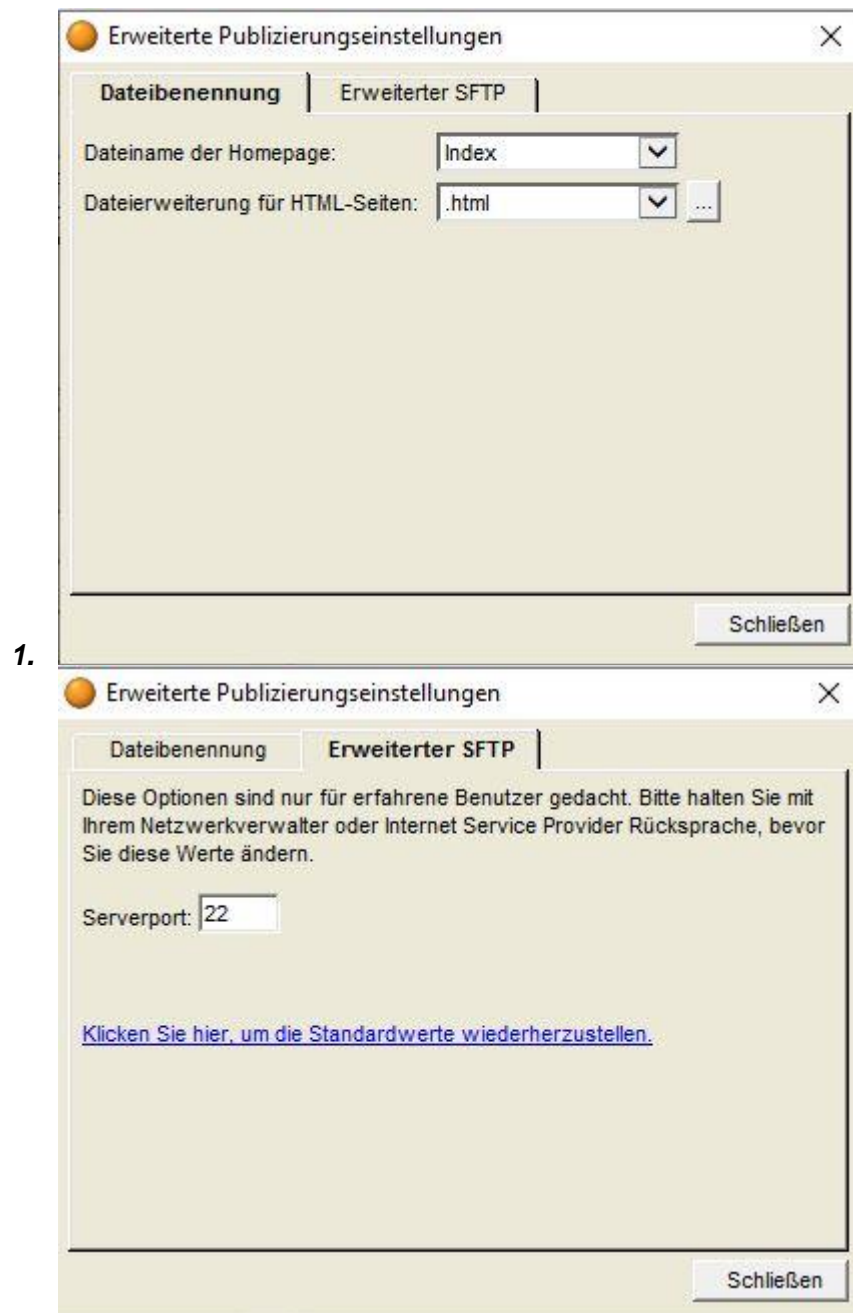 Erweiterte Publizierungseinstellungen
Dateibenennung Erweiterter SFTP
Dateiname der Homepage: Index
Dateierweiterung für HTML-Seiten: .html ...
Schließen
1.
Erweiterte Publizierungseinstellungen
Dateibenennung Erweiterter SFTP
Diese Optionen sind nur für erfahrene Benutzer gedacht. Bitte halten Sie mit
Ihrem Netzwerkverwalter oder Internet Service Provider Rücksprache, bevor
Sie diese Werte ändern.
Serverport: 22
Klicken Sie hier, um die Standardwerte wiederherzustellen.
Schließen